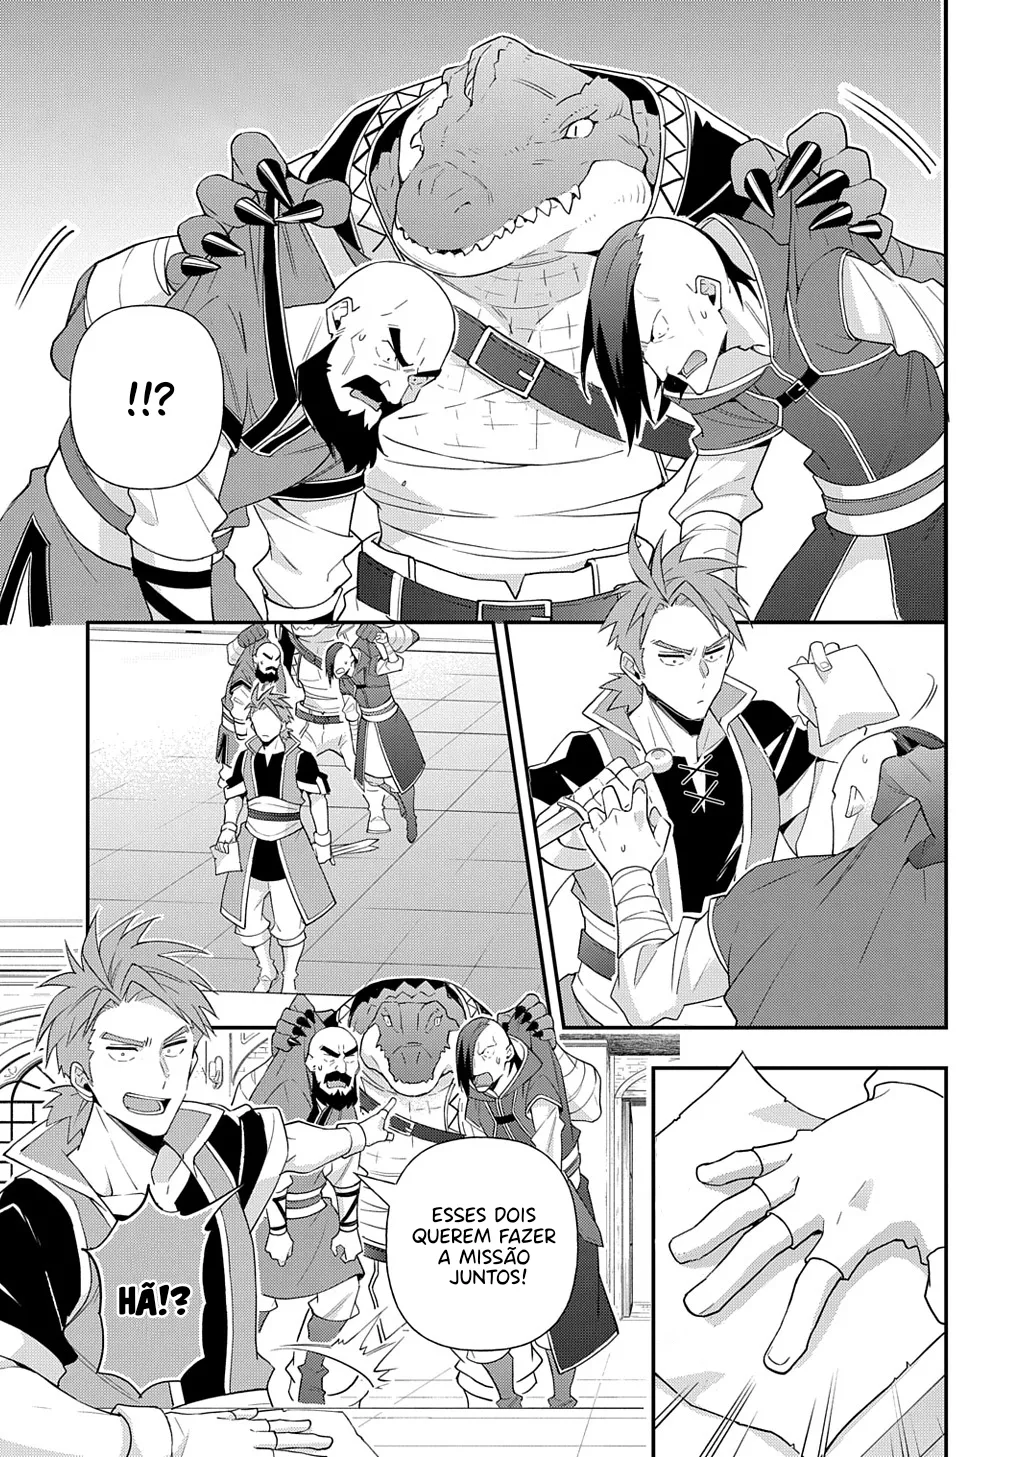 !!?
ESSES DOIS
QUEREM FAZER
A MISSÃO
JUNTOS!
HÃ!?